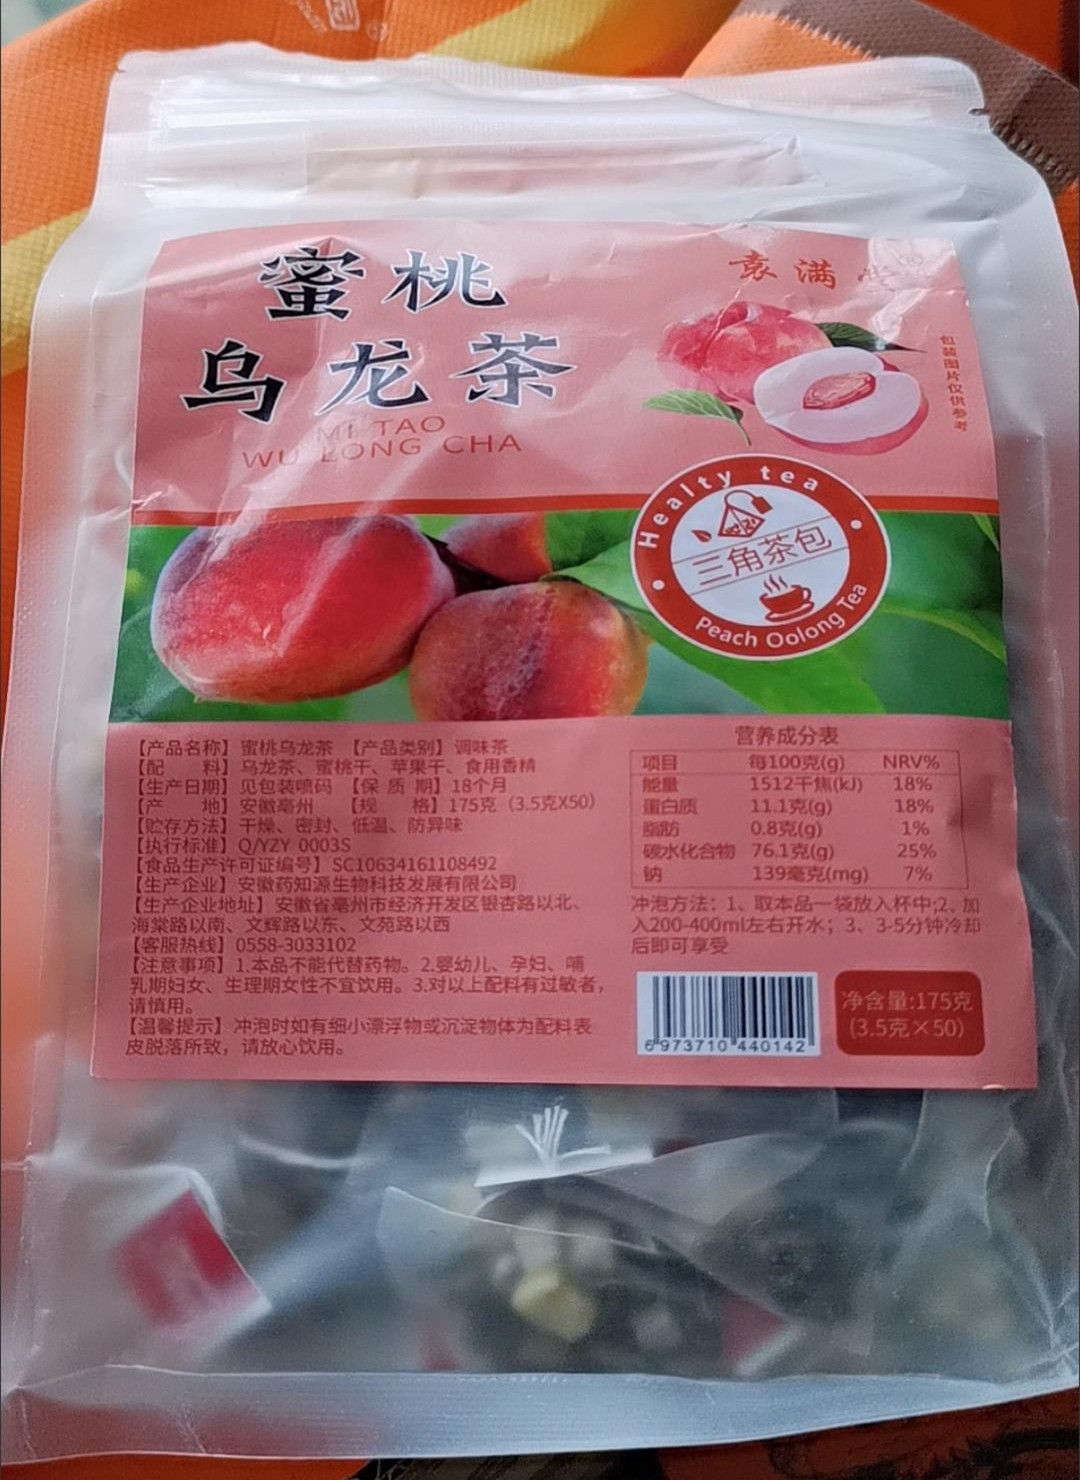 蜜桃
乌龙茶
MI TAO
WU LONG CHA
袁满
包装图片仅供参考
Healty tea
三角茶包
Peach Oolong Tea
【产品名称】蜜桃乌龙茶 【产品类别】调味茶
【配 料】乌龙茶、蜜桃干、苹果干、食用香精
【生产日期】见包装喷码 【保 质 期】18个月
【产 地】安徽亳州 【规 格】175克（3.5克X50）
【贮存方法】干燥、密封、低温、防异味
【执行标准】Q/YZY 0003S
【食品生产许可证编号】SC10634161108492
【生产企业】安徽药知源生物科技发展有限公司
【生产企业地址】安徽省亳州市经济开发区银杏路以北、
海棠路以南、文辉路以东、文苑路以西
【客服热线】0558-3033102
【注意事项】1.本品不能代替药物。2.婴幼儿、孕妇、哺
乳期妇女、生理期女性不宜饮用。3.对以上配料有过敏者，
请慎用。
【温馨提示】冲泡时如有细小漂浮物或沉淀物体为配料表
皮脱落所致，请放心饮用。
营养成分表
项目 每100克(g) NRV%
能量 1512千焦(kJ) 18%
蛋白质 11.1克(g) 18%
脂肪 0.8克(g) 1%
碳水化合物 76.1克(g) 25%
钠 139毫克(mg) 7%
冲泡方法：1、取本品一袋放入杯中;2、加
入200-400ml左右开水；3、3-5分钟冷却
后即可享受
6 973710 440142
净含量:175克
(3.5克×50)